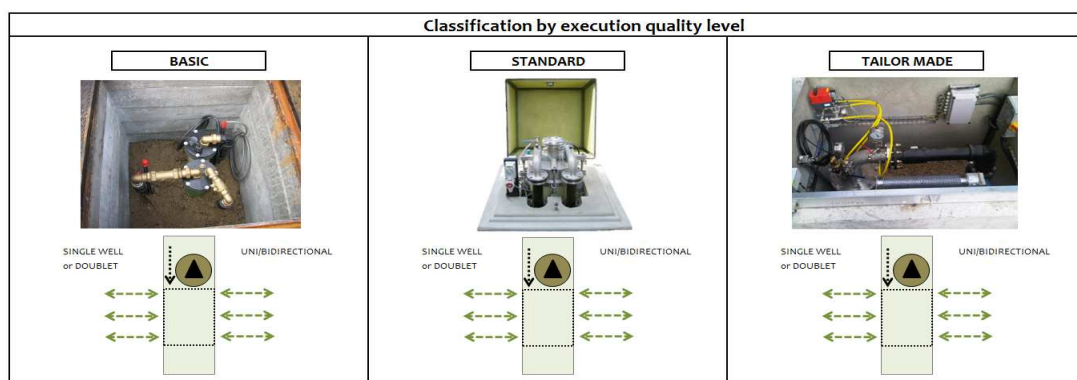 Classification by execution quality level
BASIC
STANDARD
TAILOR MADE
SINGLE WELL
or DOUBLET
UNI/BIDIRECTIONAL
SINGLE WELL
or DOUBLET
UNI/BIDIRECTIONAL
SINGLE WELL
or DOUBLET
UNI/BIDIRECTIONAL